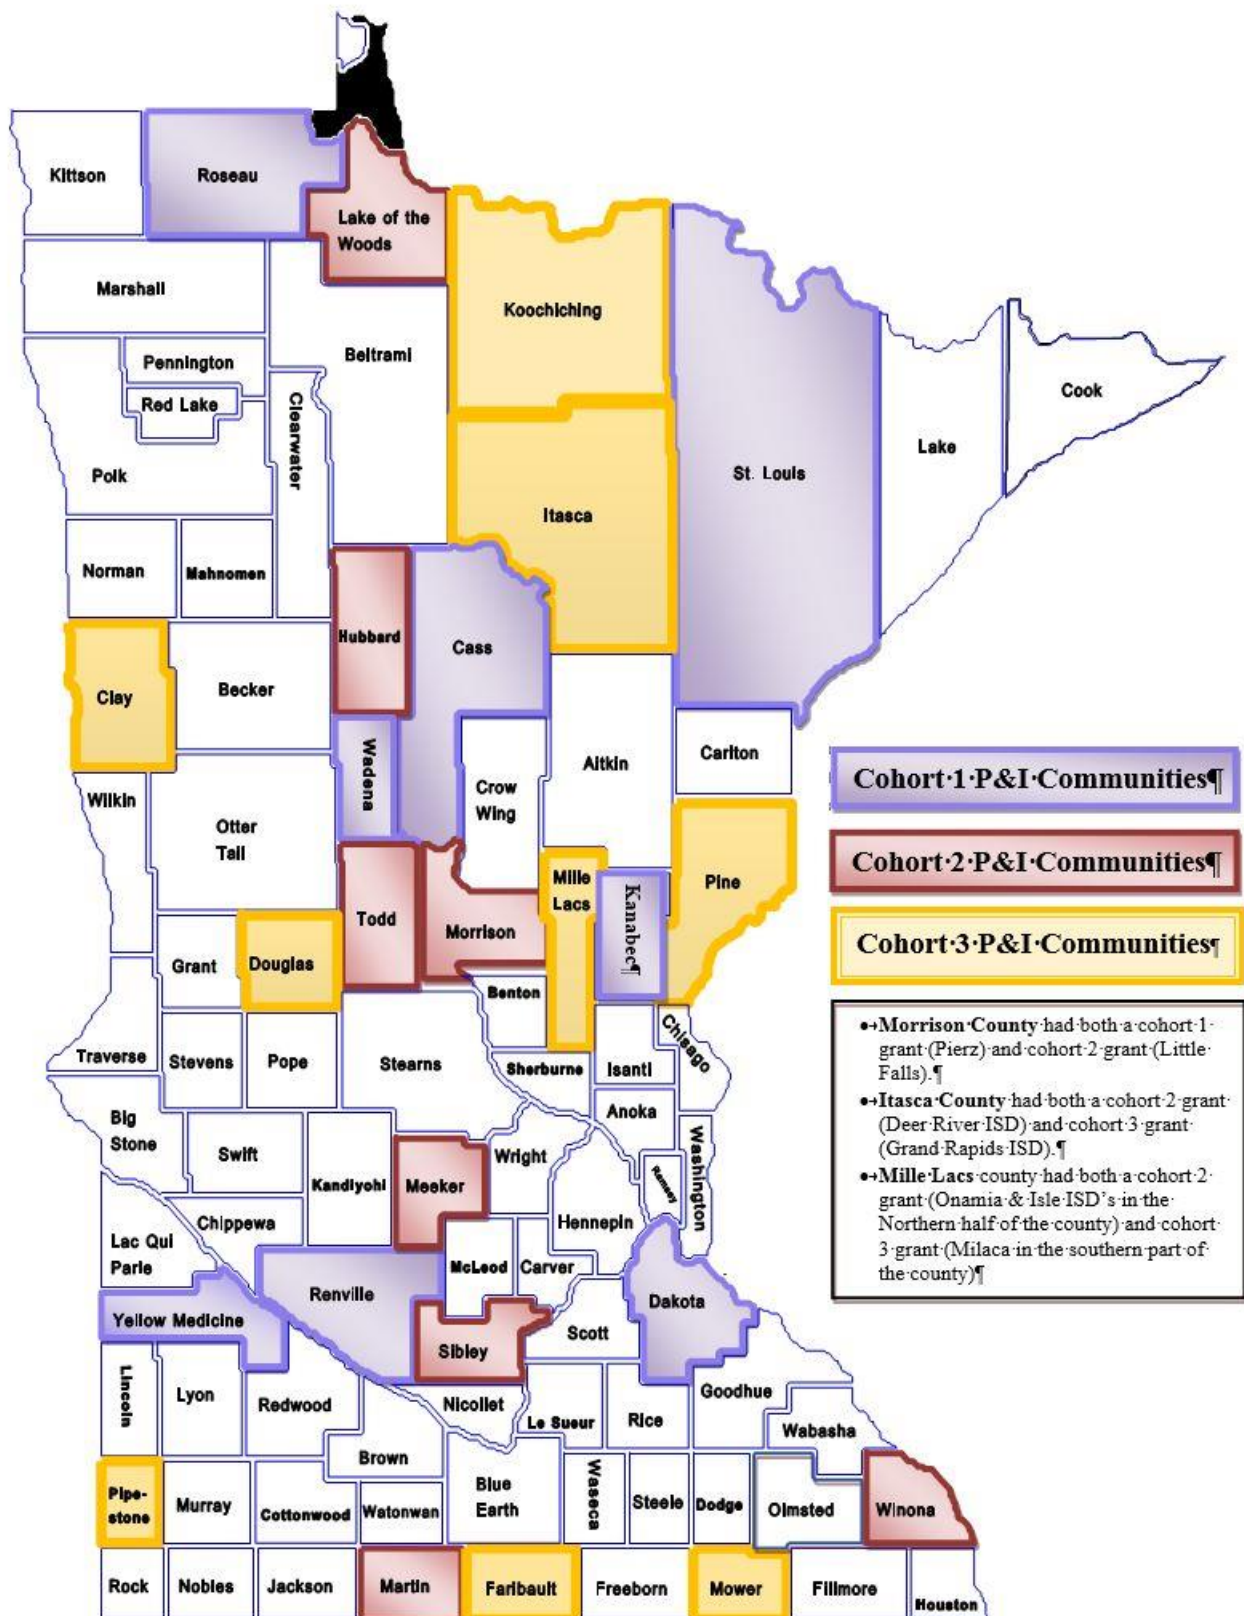 Kittson
Roseau
Lake of the
Woods
Marshall
Koochiching
Pennington
Beltrami
Red Lake
Clearwater
Cook
Lake
Polk
St. Louis
Itasca
Norman
Mahnomen
Hubbard
Cass
Clay
Becker
Wadena
Aitkin
Carlton
Crow
Wing
Wilkin
Otter
Tail
Cohort·1·P&I·Communities¶
Cohort·2·P&I·Communities¶
Cohort·3·P&I·Communities¶
Mille
Lacs
Kanabec¶
Pine
Todd
Morrison
Grant
Douglas
Benton
Chisago
Traverse
Stevens
Pope
Stearns
Sherburne
Isanti
Anoka
Big
Stone
Swift
Kandiyohi
Meeker
Wright
Ramsey
Washington
Chippewa
Hennepin
Lac Qui
Parle
McLeod
Carver
Renville
Dakota
Yellow Medicine
Scott
Sibley
Lincoln
Lyon
Redwood
Nicollet
Le Sueur
Rice
Goodhue
Wabasha
Brown
Pipe-
stone
Murray
Cottonwood
Watonwan
Blue
Earth
Waseca
Steele
Dodge
Olmsted
Winona
Rock
Nobles
Jackson
Martin
Faribault
Freeborn
Mower
Fillmore
Houston
•→Morrison·County·had·both·a·cohort·1·
grant·(Pierz)·and·cohort·2·grant·(Little·
Falls).¶
•→Itasca·County·had·both·a·cohort·2·grant·
(Deer·River·ISD)·and·cohort·3·grant·
(Grand·Rapids·ISD).¶
•→Mille·Lacs·county·had·both·a·cohort·2·
grant·(Onamia·&·Isle·ISD’s·in·the·
Northern·half·of·the·county)·and·cohort·
3·grant·(Milaca·in·the·southern·part·of·
the·county)¶